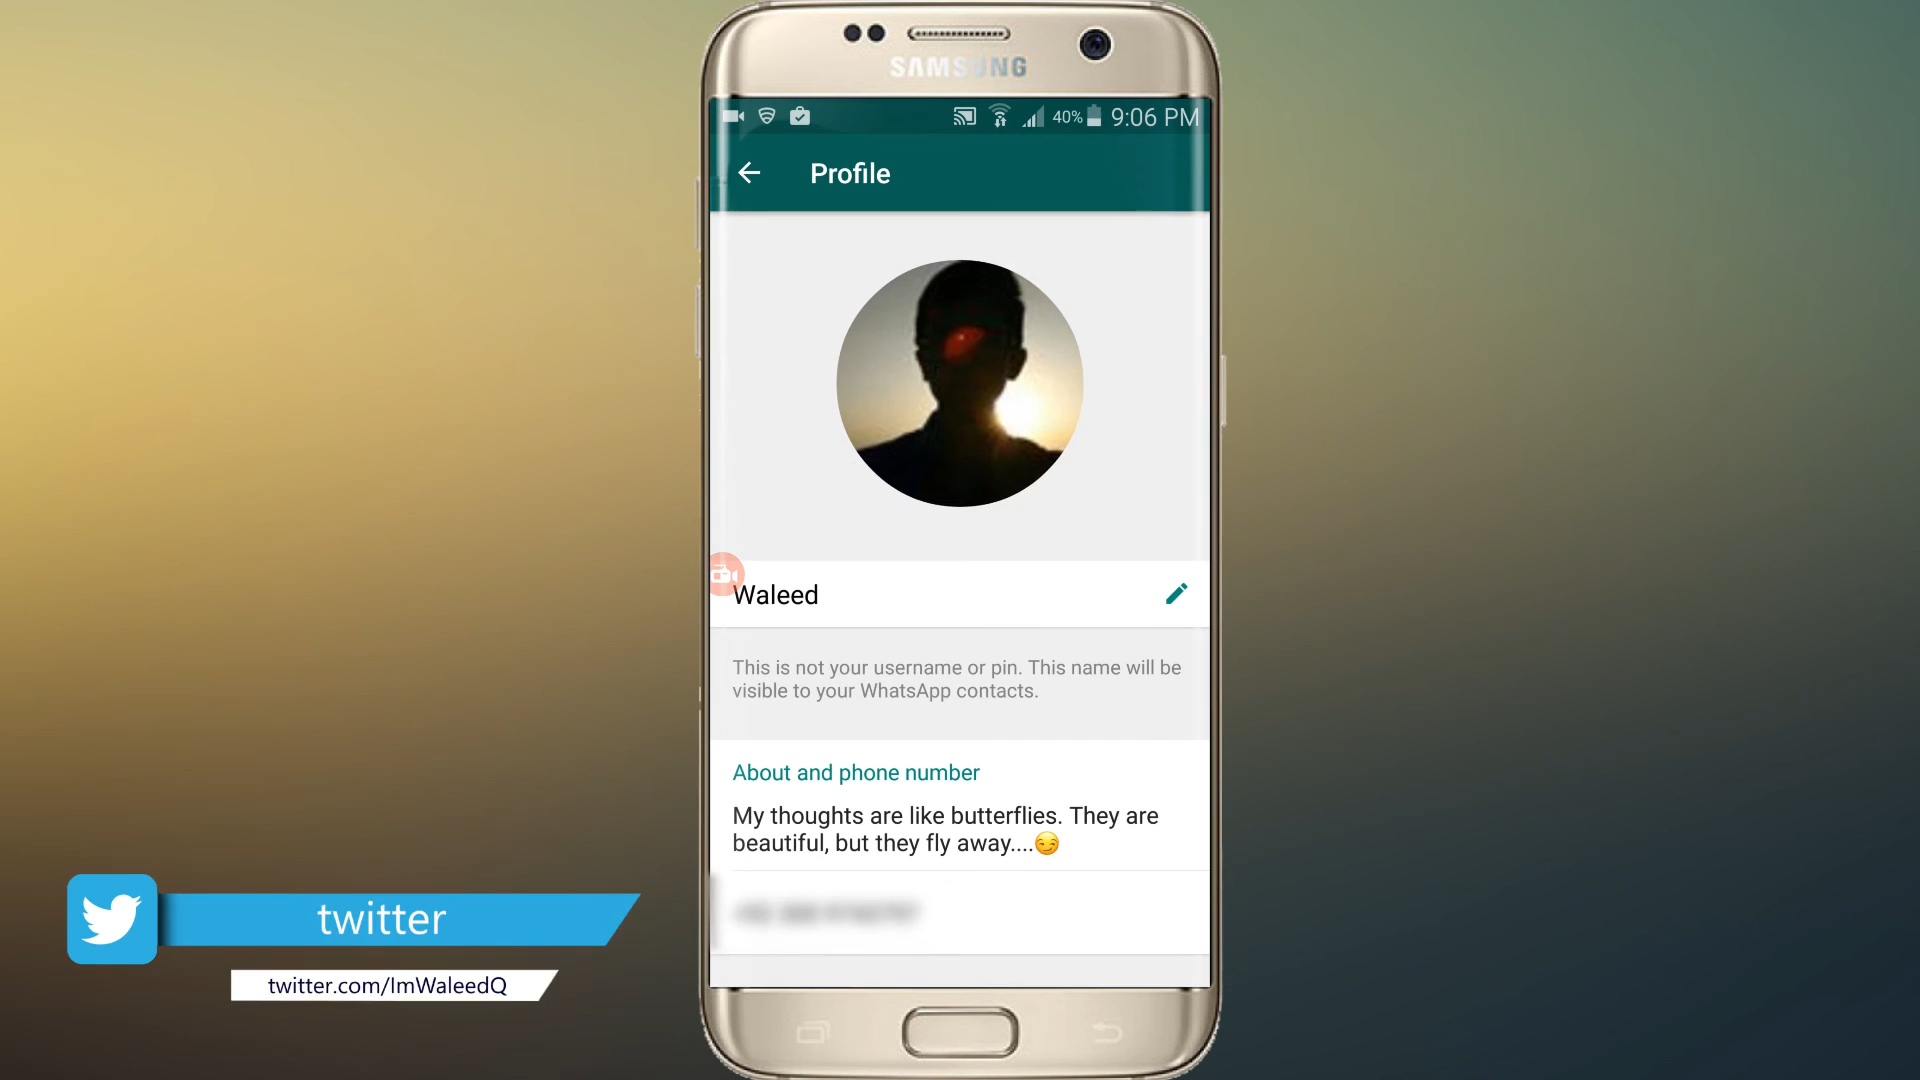 SAMSUNG
40% 9:06 PM
Profile
Waleed
This is not your username or pin. This name will be
visible to your WhatsApp contacts.
About and phone number
My thoughts are like butterflies. They are
beautiful, but they fly away....😏
twitter
twitter.com/ImWaleedQ